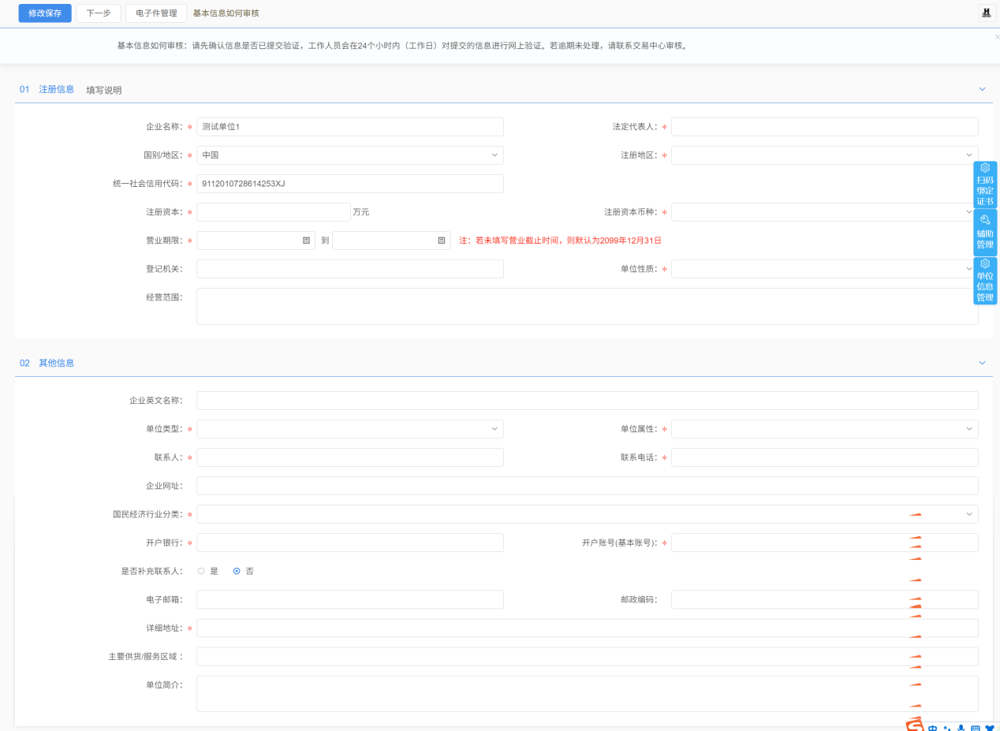 修改保存 下一步 电子件管理 基本信息如何审核
基本信息如何审核：请先确认信息是否已提交验证，工作人员会在24个小时内（工作日）对提交的信息进行网上验证。若逾期未处理，请联系交易中心审核。
01 注册信息 填写说明
企业名称：* 测试单位1 法定代表人：*
国别/地区：* 中国 注册地区：*
统一社会信用代码：* 9112010728614253XJ
注册资本：* 万元 注册资本币种：*
营业期限：* 到 注：若未填写营业截止时间，则默认为2099年12月31日
登记机关： 单位性质：*
经营范围：
扫码
绑定
证书
辅助
管理
单位
信息
管理
02 其他信息
企业英文名称：
单位类型：* 单位属性：*
联系人：* 联系电话：*
企业网址：
国民经济行业分类：*
开户银行：* 开户账号(基本账号)：*
是否补充联系人： 是 否
电子邮箱： 邮政编码：
详细地址：*
主要供货/服务区域：
单位简介：
中